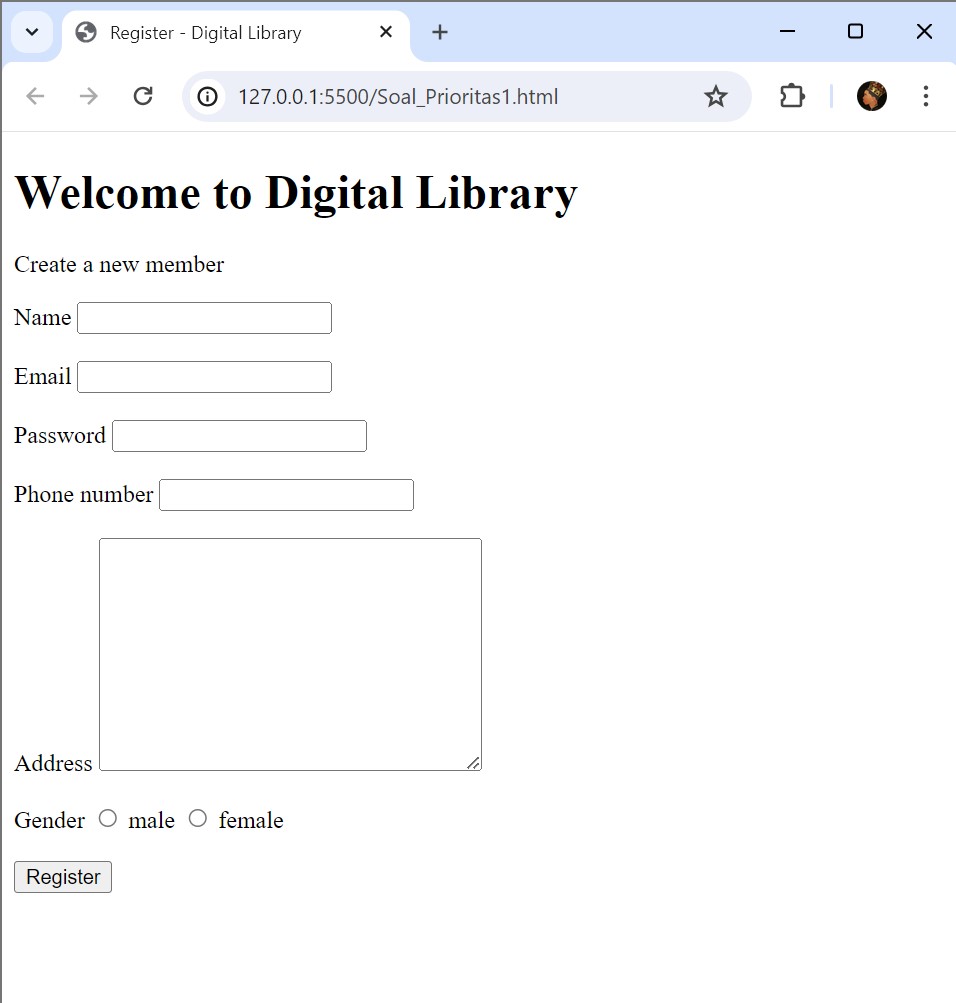 Register - Digital Library
127.0.0.1:5500/Soal_Prioritas1.html
Welcome to Digital Library
Create a new member
Name
Email
Password
Phone number
Address
Gender male female
Register